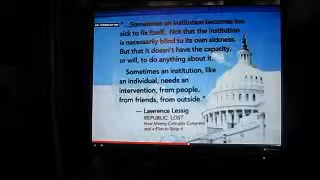 "...Sometimes an institution becomes too
sick to fix itself. Not that the institution
is necessarily blind to its own sickness.
But that it doesn't have the capacity,
or will, to do anything about it.
Sometimes an institution, like
an individual, needs an
intervention, from people,
from friends, from outside."
— Lawrence Lessig
REPUBLIC, LOST
How Money Corrupts Congress
and a Plan to Stop It